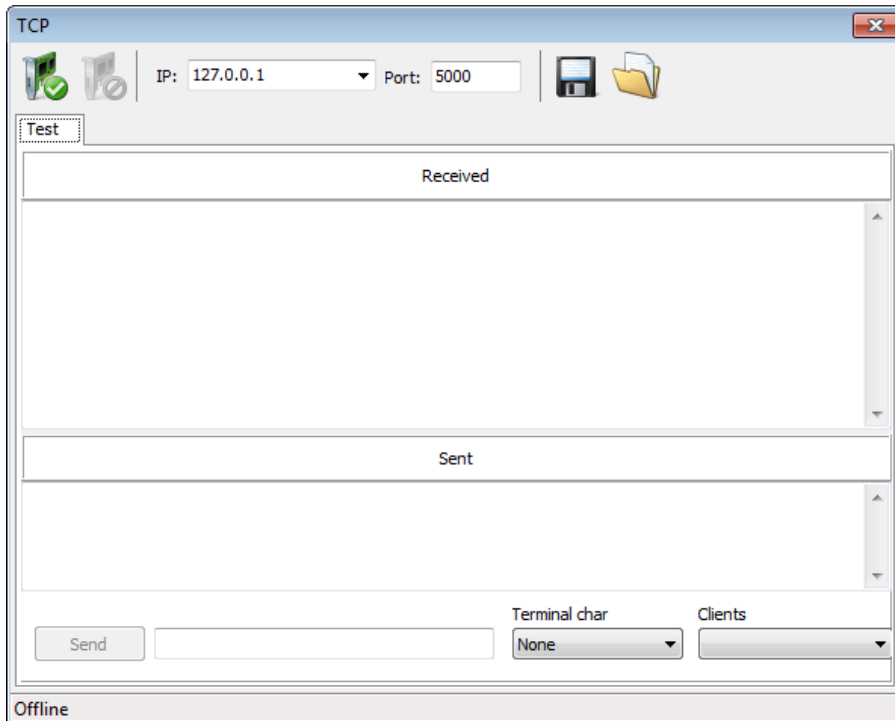 TCP
IP: 127.0.0.1 Port: 5000
Test
Received
Sent
Terminal char Clients
Send None
Offline